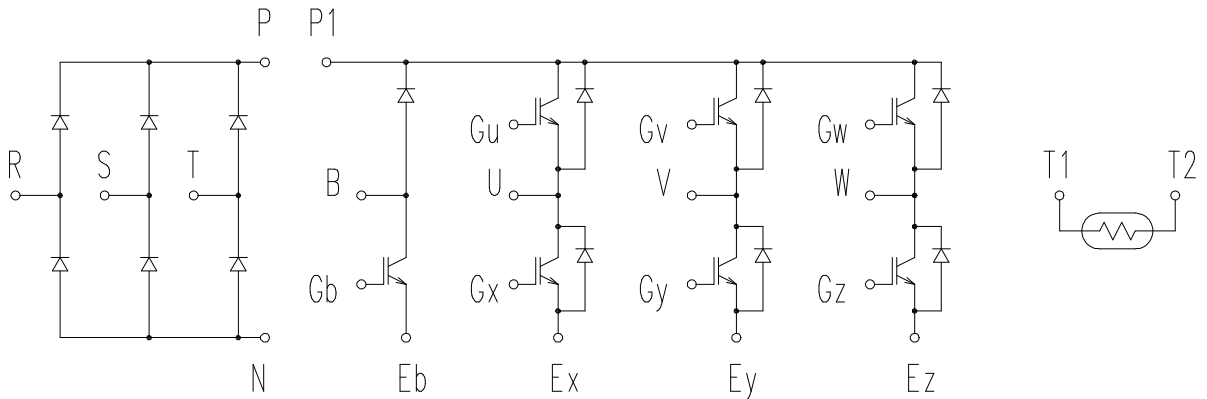 P P1
Gu Gv Gw
R S T B U V W T1 T2
Gb Gx Gy Gz
N Eb Ex Ey Ez